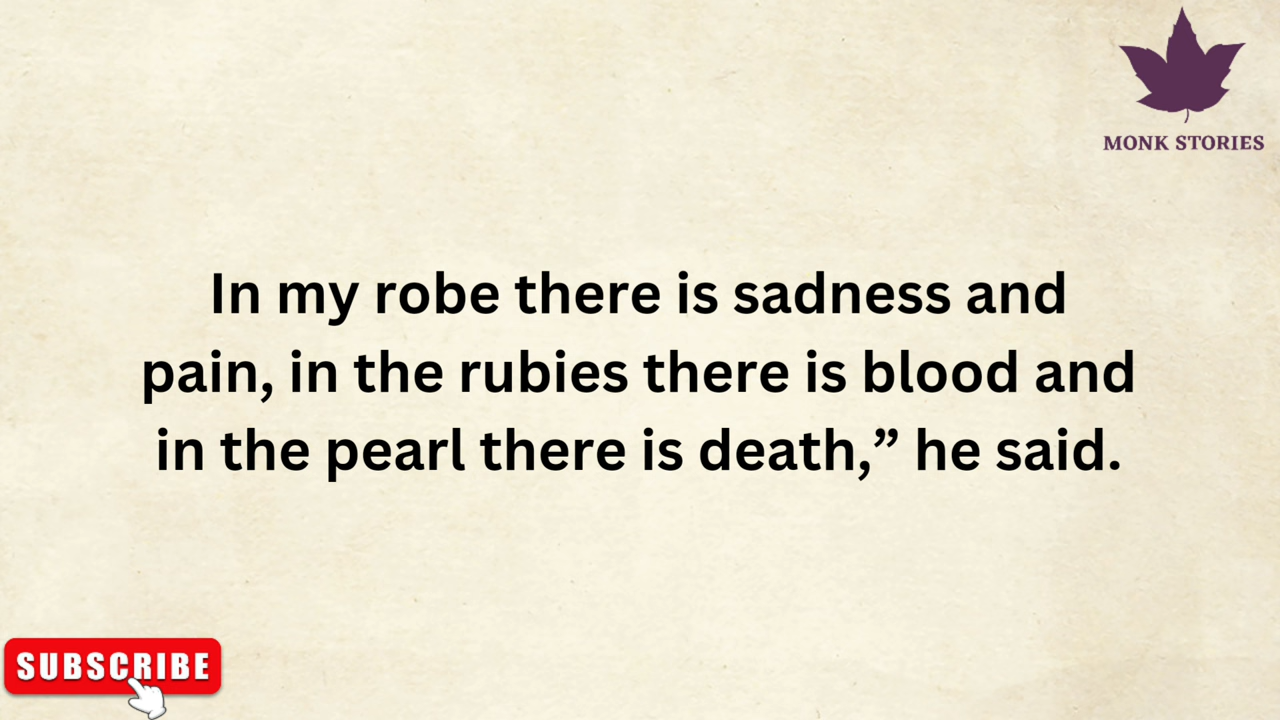 MONK STORIES
In my robe there is sadness and
pain, in the rubies there is blood and
in the pearl there is death,” he said.
SUBSCRIBE